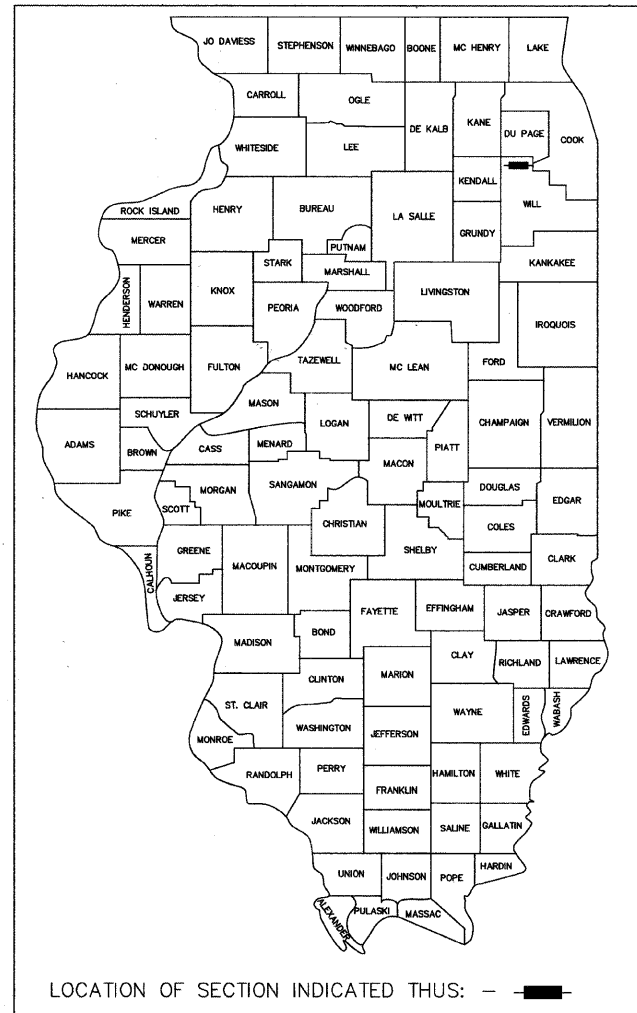 JO DAVIESS STEPHENSON WINNEBAGO BOONE MC HENRY LAKE
CARROLL OGLE DE KALB KANE DU PAGE COOK
WHITESIDE LEE
KENDALL WILL
ROCK ISLAND HENRY BUREAU LA SALLE GRUNDY
MERCER PUTNAM
STARK MARSHALL KANKAKEE
HENDERSON WARREN KNOX PEORIA WOODFORD LIVINGSTON IROQUOIS
HANCOCK MC DONOUGH FULTON TAZEWELL MC LEAN FORD
MASON
SCHUYLER LOGAN DE WITT CHAMPAIGN VERMILION
ADAMS BROWN CASS MENARD MACON PIATT
PIKE SCOTT MORGAN SANGAMON MOULTRIE DOUGLAS EDGAR
CHRISTIAN COLES
CALHOUN GREENE MACOUPIN MONTGOMERY SHELBY CUMBERLAND CLARK
JERSEY FAYETTE EFFINGHAM JASPER CRAWFORD
MADISON BOND CLAY RICHLAND LAWRENCE
CLINTON MARION
ST. CLAIR WAYNE EDWARDS WABASH
MONROE WASHINGTON JEFFERSON
RANDOLPH PERRY HAMILTON WHITE
FRANKLIN
JACKSON WILLIAMSON SALINE GALLATIN
UNION JOHNSON POPE HARDIN
ALEXANDER PULASKI MASSAC
LOCATION OF SECTION INDICATED THUS: –